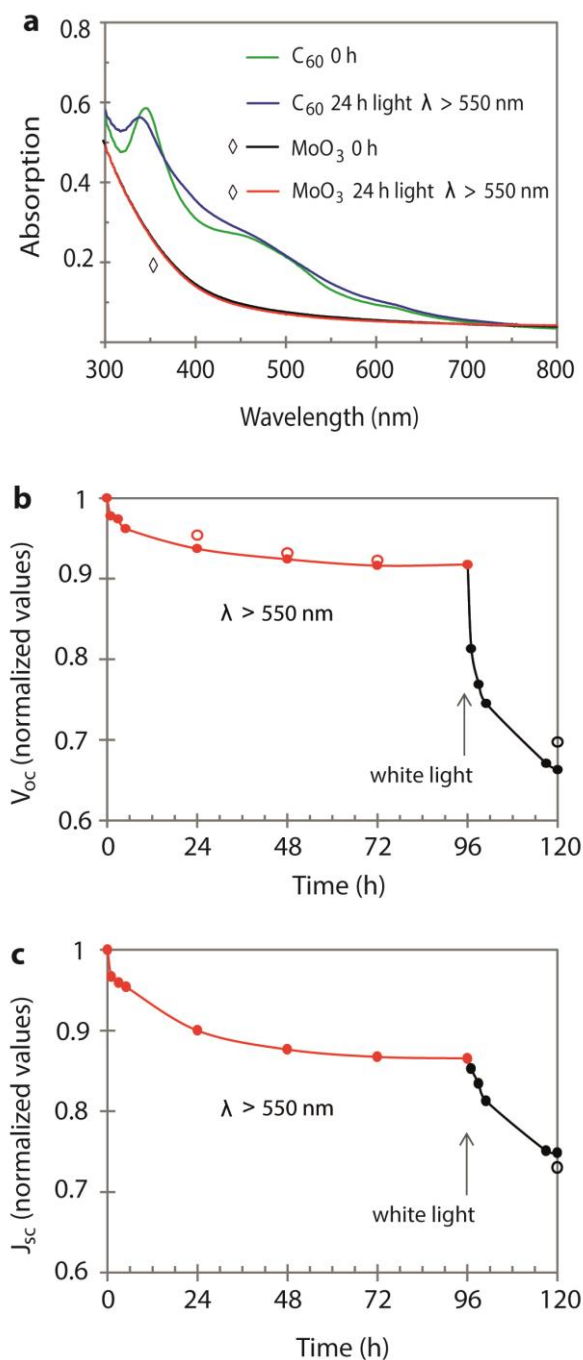 a
0.8
0.6
0.4
0.2
Absorption
C₆₀ 0 h
C₆₀ 24 h light λ > 550 nm
◊ MoO₃ 0 h
◊ MoO₃ 24 h light λ > 550 nm
◊
300 400 500 600 700 800
Wavelength (nm)
b
1
0.9
0.8
0.7
0.6
V_oc (normalized values)
λ > 550 nm
white light
0 24 48 72 96 120
Time (h)
c
1
0.9
0.8
0.7
0.6
J_sc (normalized values)
λ > 550 nm
white light
0 24 48 72 96 120
Time (h)